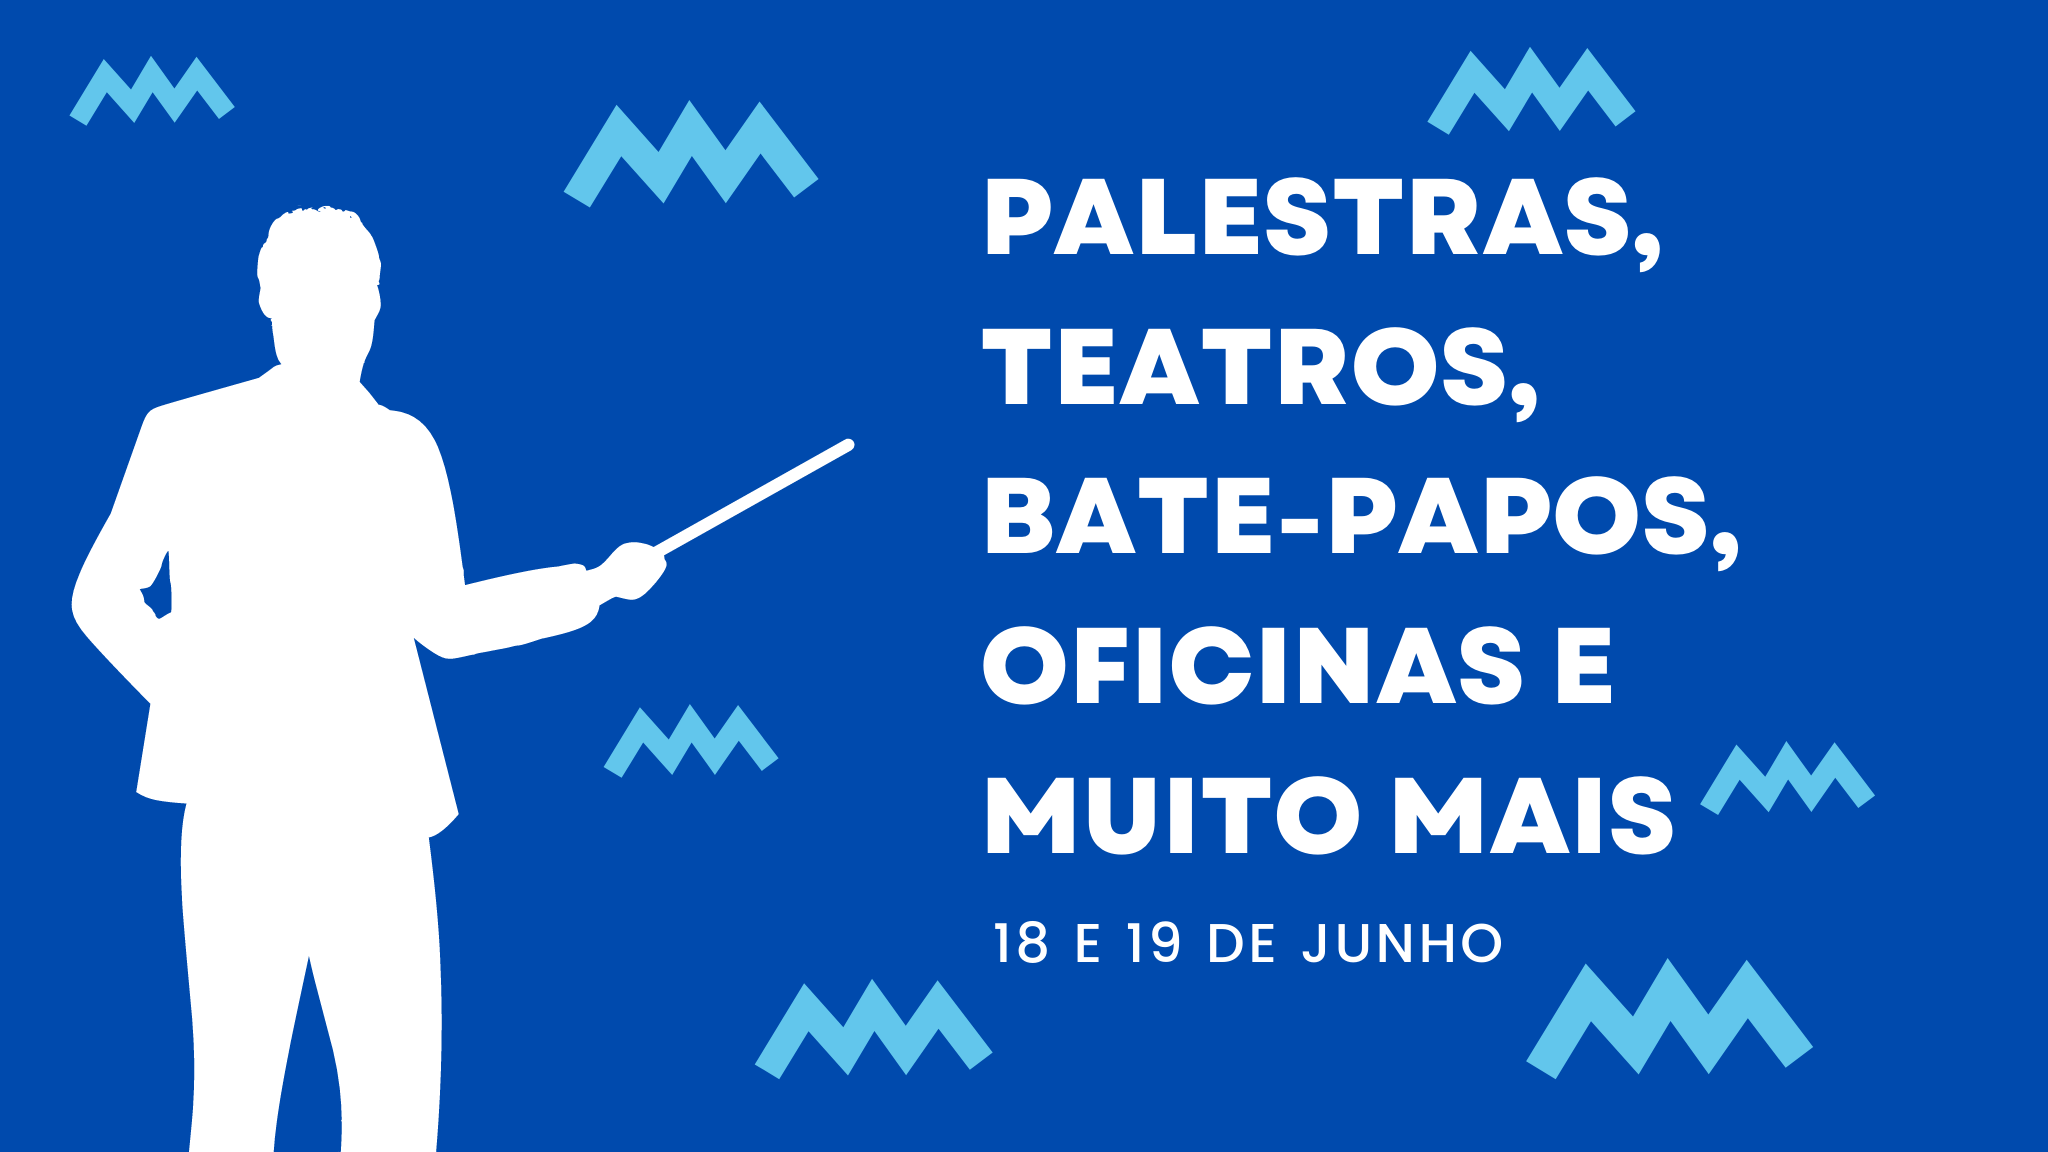 PALESTRAS,
TEATROS,
BATE-PAPOS,
OFICINAS E
MUITO MAIS
18 E 19 DE JUNHO